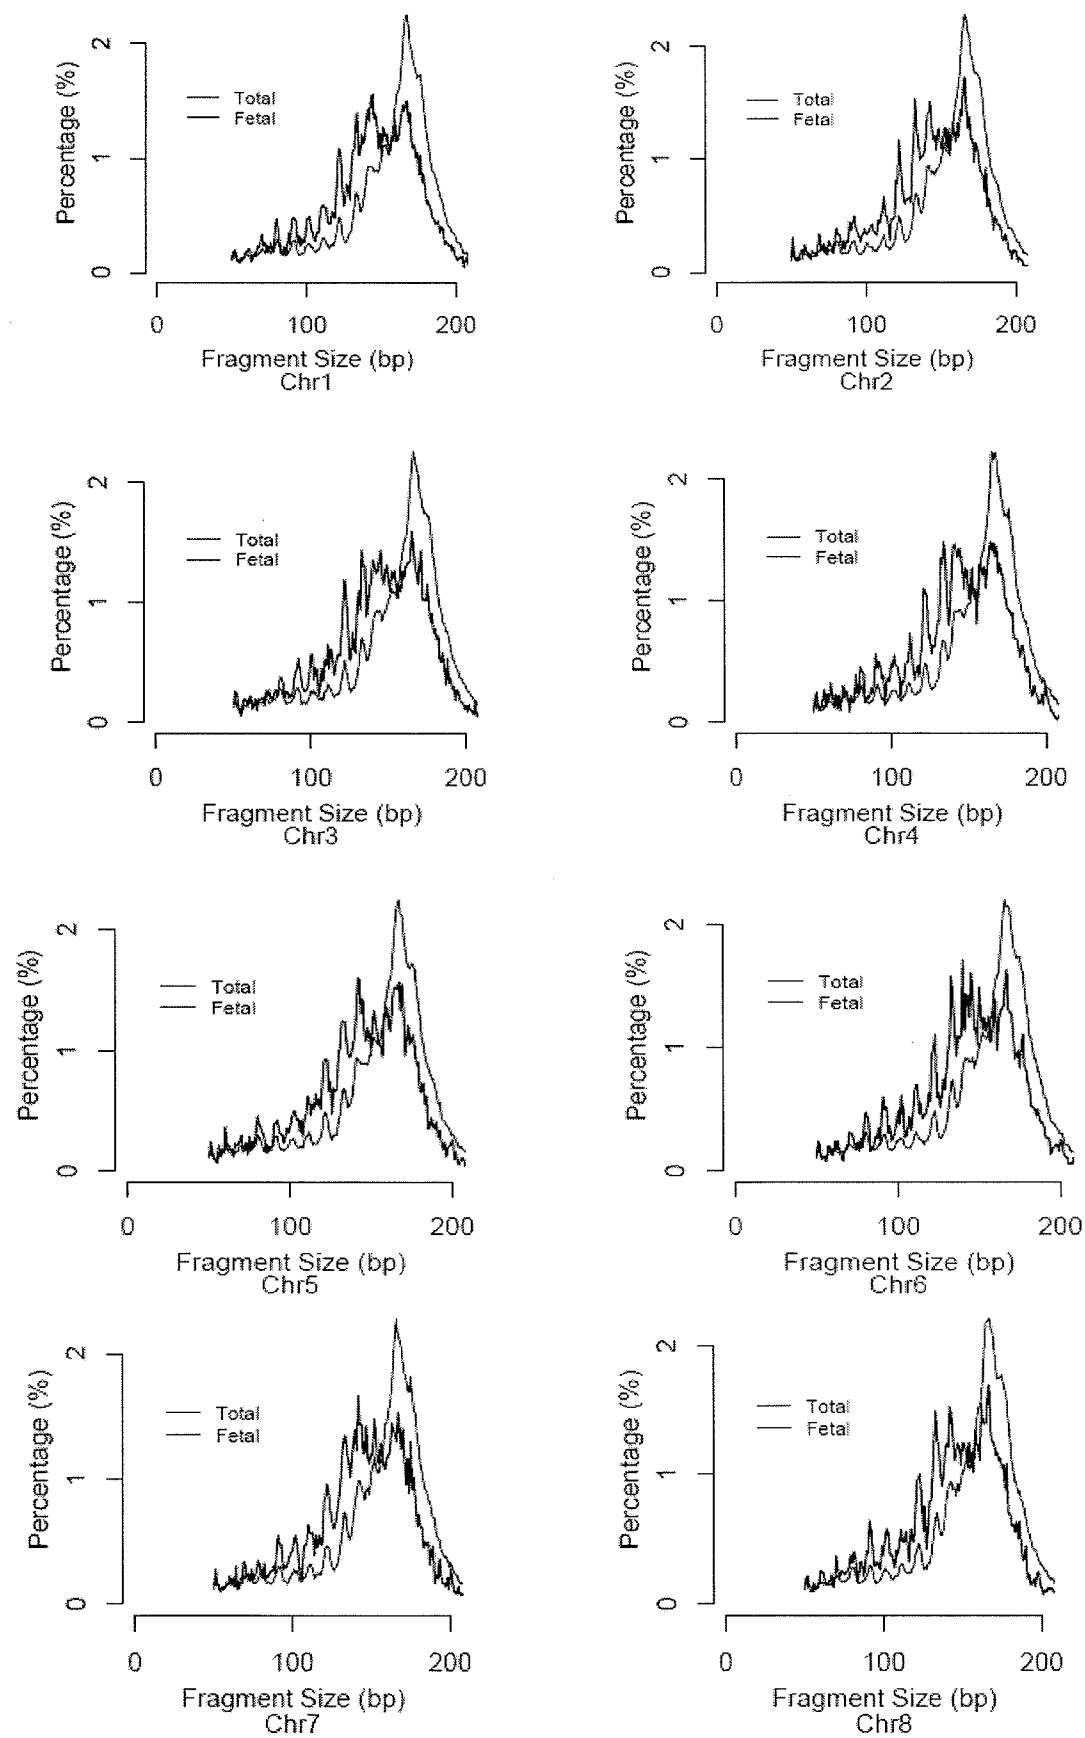 Percentage (%)
2
1
0
Total
Fetal
0 100 200
Fragment Size (bp)
Chr1
Percentage (%)
2
1
0
Total
Fetal
0 100 200
Fragment Size (bp)
Chr2
Percentage (%)
2
1
0
Total
Fetal
0 100 200
Fragment Size (bp)
Chr3
Percentage (%)
2
1
0
Total
Fetal
0 100 200
Fragment Size (bp)
Chr4
Percentage (%)
2
1
0
Total
Fetal
0 100 200
Fragment Size (bp)
Chr5
Percentage (%)
2
1
0
Total
Fetal
0 100 200
Fragment Size (bp)
Chr6
Percentage (%)
2
1
0
Total
Fetal
0 100 200
Fragment Size (bp)
Chr7
Percentage (%)
2
1
0
Total
Fetal
0 100 200
Fragment Size (bp)
Chr8